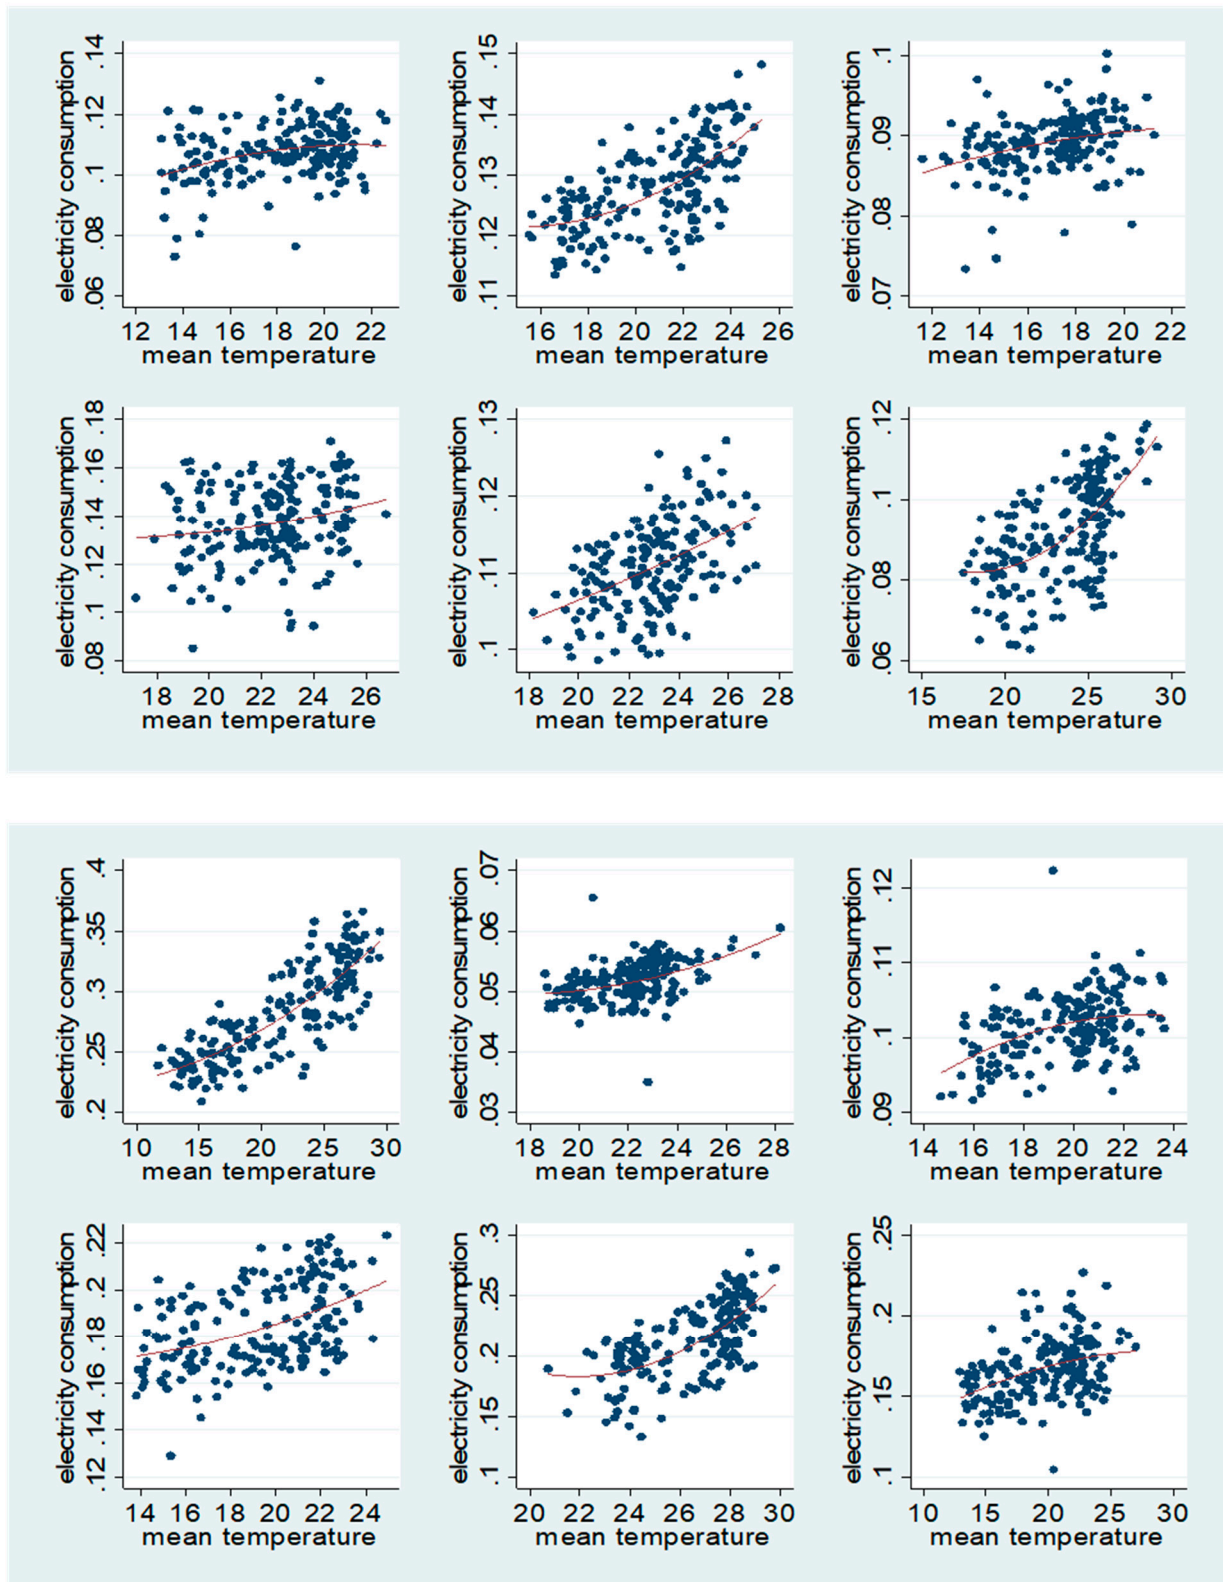 electricity consumption
.06 .08 .1 .12 .14
12 14 16 18 20 22
mean temperature
electricity consumption
.11 .12 .13 .14 .15
16 18 20 22 24 26
mean temperature
electricity consumption
.07 .08 .09 .1
12 14 16 18 20 22
mean temperature
electricity consumption
.08 .1 .12 .14 .16 .18
18 20 22 24 26
mean temperature
electricity consumption
.1 .11 .12 .13
18 20 22 24 26 28
mean temperature
electricity consumption
.06 .08 .1 .12
15 20 25 30
mean temperature
electricity consumption
.2 .25 .3 .35 .4
10 15 20 25 30
mean temperature
electricity consumption
.03 .04 .05 .06 .07
18 20 22 24 26 28
mean temperature
electricity consumption
.09 .1 .11 .12
14 16 18 20 22 24
mean temperature
electricity consumption
.12 .14 .16 .18 .2 .22
14 16 18 20 22 24
mean temperature
electricity consumption
.1 .15 .2 .25 .3
20 22 24 26 28 30
mean temperature
electricity consumption
.1 .15 .2 .25
10 15 20 25 30
mean temperature